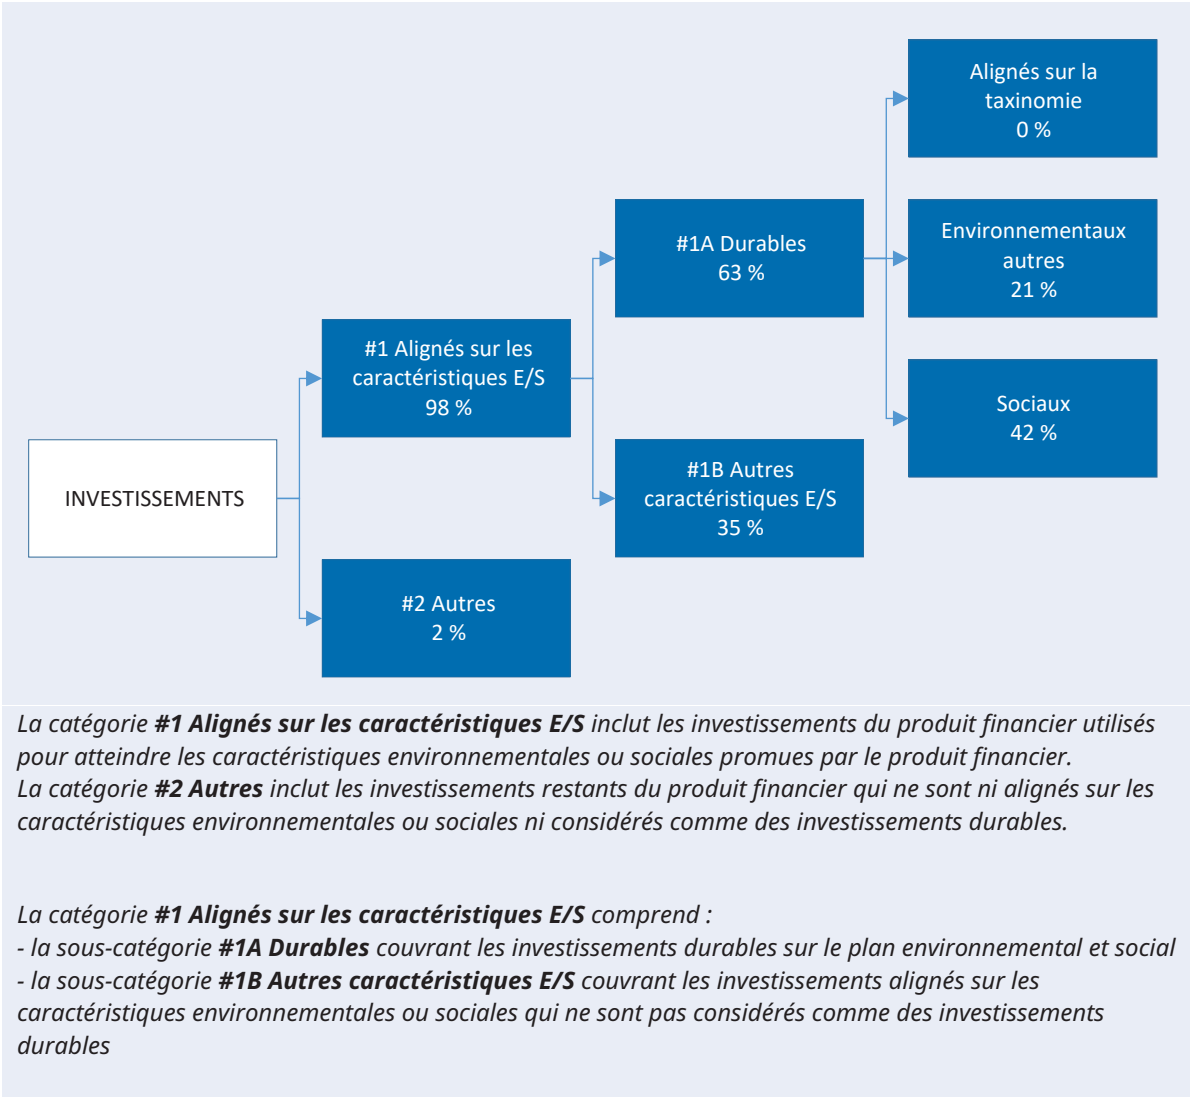 INVESTISSEMENTS
#1 Alignés sur les
caractéristiques E/S
98 %
#2 Autres
2 %
#1A Durables
63 %
#1B Autres
caractéristiques E/S
35 %
Alignés sur la
taxinomie
0 %
Environnementaux
autres
21 %
Sociaux
42 %
La catégorie #1 Alignés sur les caractéristiques E/S inclut les investissements du produit financier utilisés
pour atteindre les caractéristiques environnementales ou sociales promues par le produit financier.
La catégorie #2 Autres inclut les investissements restants du produit financier qui ne sont ni alignés sur les
caractéristiques environnementales ou sociales ni considérés comme des investissements durables.
La catégorie #1 Alignés sur les caractéristiques E/S comprend :
- la sous-catégorie #1A Durables couvrant les investissements durables sur le plan environnemental et social
- la sous-catégorie #1B Autres caractéristiques E/S couvrant les investissements alignés sur les
caractéristiques environnementales ou sociales qui ne sont pas considérés comme des investissements
durables